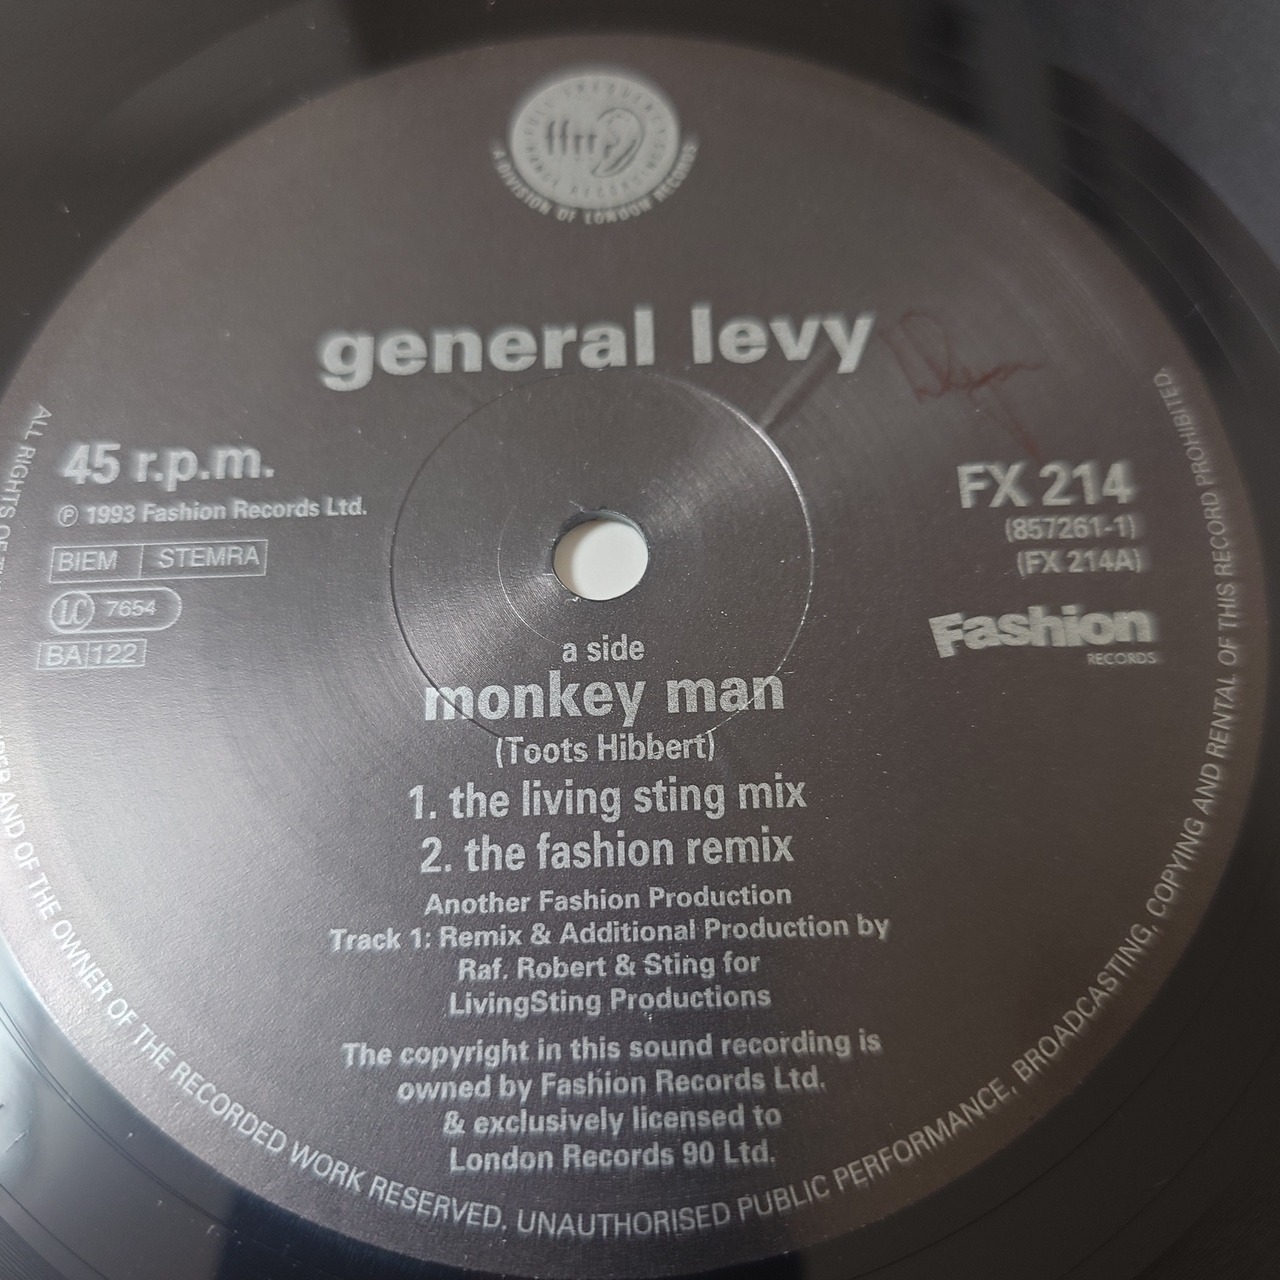 FULL FREQUENCY RANGE RECORDINGS
ffrr
A DIVISION OF LONDON RECORDS
general levy
45 r.p.m.
℗ 1993 Fashion Records Ltd.
BIEM STEMRA
LC 7654
BA 122
FX 214
(857261-1)
(FX 214A)
Fashion
RECORDS
a side
monkey man
(Toots Hibbert)
1. the living sting mix
2. the fashion remix
Another Fashion Production
Track 1: Remix & Additional Production by
Raf. Robert & Sting for
LivingSting Productions
The copyright in this sound recording is
owned by Fashion Records Ltd.
& exclusively licensed to
London Records 90 Ltd.
ALL RIGHTS OF AND OF THE OWNER OF THE RECORDED WORK RESERVED. UNAUTHORISED PUBLIC PERFORMANCE, BROADCASTING, COPYING AND RENTAL OF THIS RECORD PROHIBITED.